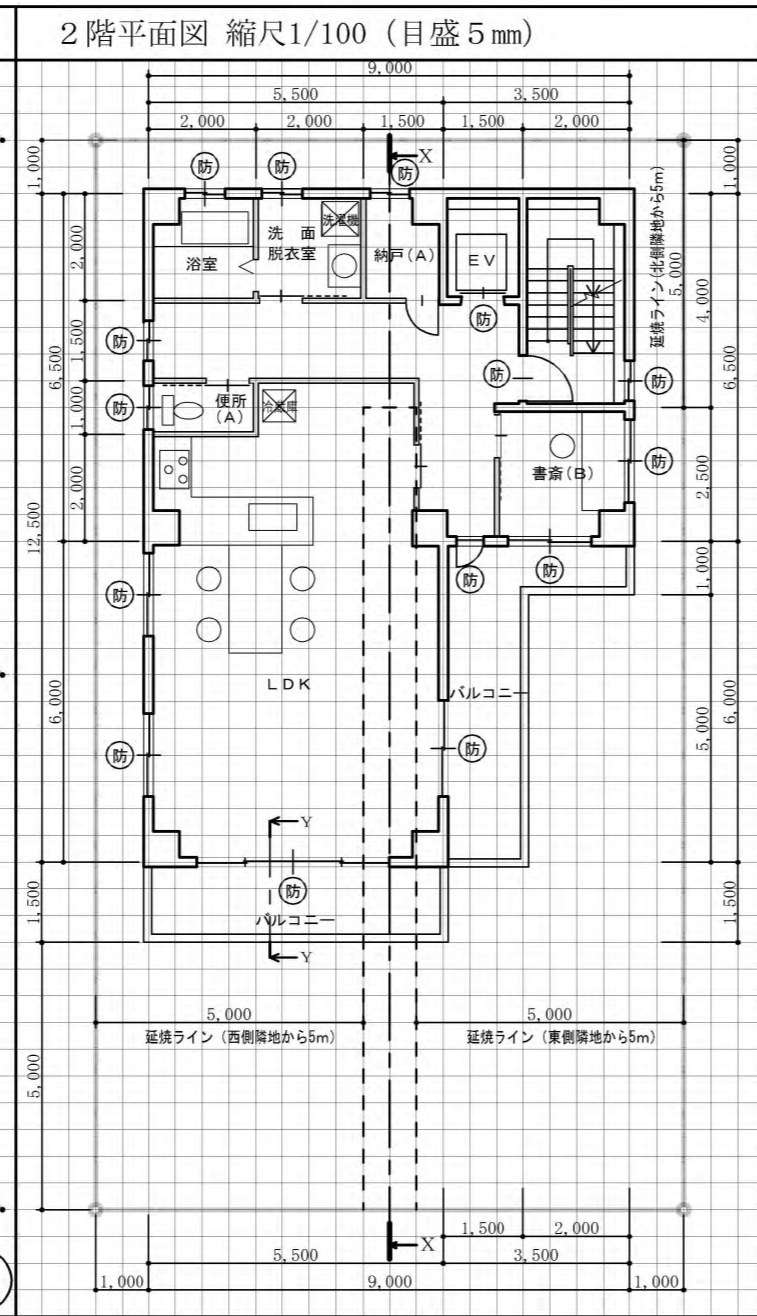 2階平面図 縮尺1/100（目盛5㎜）
9,000
5,500 3,500
2,000 2,000 1,500 1,500 2,000
1,000 1,000
X
防 防 防
延焼ライン(北側隣地から5m)
5,000
洗濯機
洗面
脱衣室
浴室
納戸(A)
EV
2,000
4,000
6,500
防
防
1,500
6,500
防
防
便所
(A)
冷蔵庫
1,000
防
防
書斎(B)
2,500
2,000
12,500
防
防
防
1,000
LDK
バルコニー
6,000
5,000
6,000
防
防
Y
防
バルコニー
Y
1,500
1,500
5,000 5,000
延焼ライン（西側隣地から5m） 延焼ライン（東側隣地から5m）
5,000
1,500 2,000
X
5,500 3,500
1,000 9,000 1,000